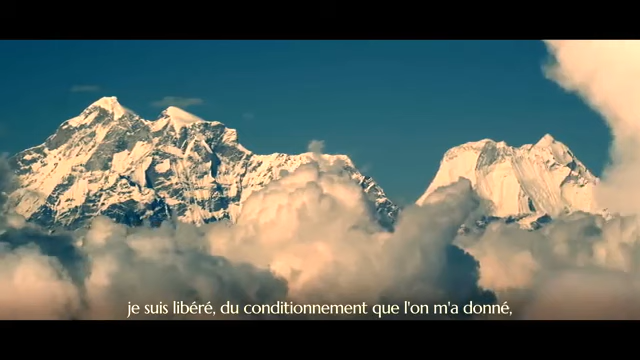 je suis libéré, du conditionnement que l'on m'a donné,